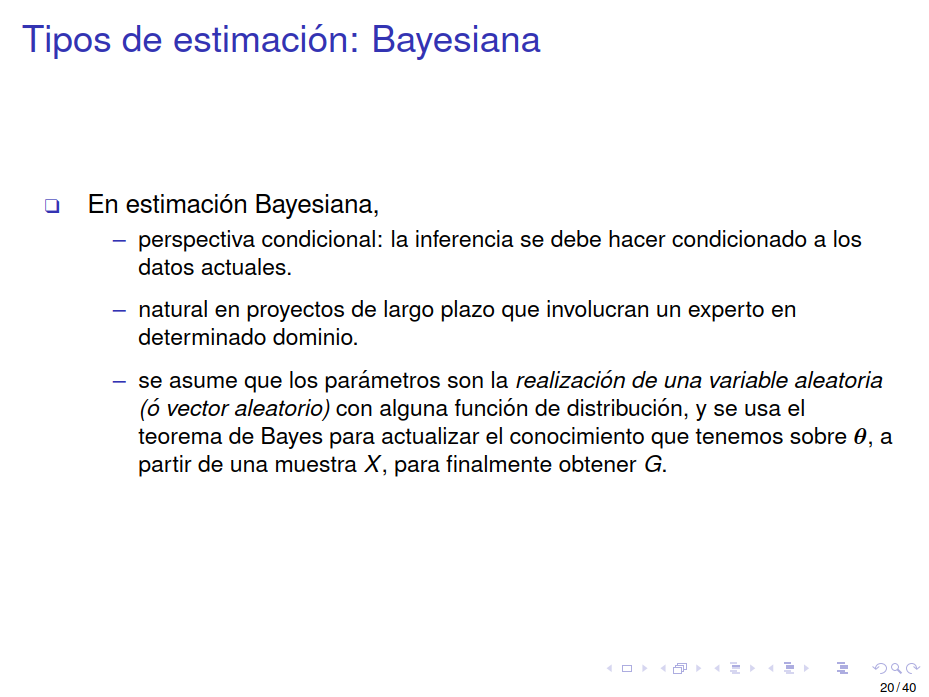 Tipos de estimación: Bayesiana
❑ En estimación Bayesiana,
– perspectiva condicional: la inferencia se debe hacer condicionado a los
datos actuales.
– natural en proyectos de largo plazo que involucran un experto en
determinado dominio.
– se asume que los parámetros son la realización de una variable aleatoria
(ó vector aleatorio) con alguna función de distribución, y se usa el
teorema de Bayes para actualizar el conocimiento que tenemos sobre θ, a
partir de una muestra X, para finalmente obtener G.
20 / 40